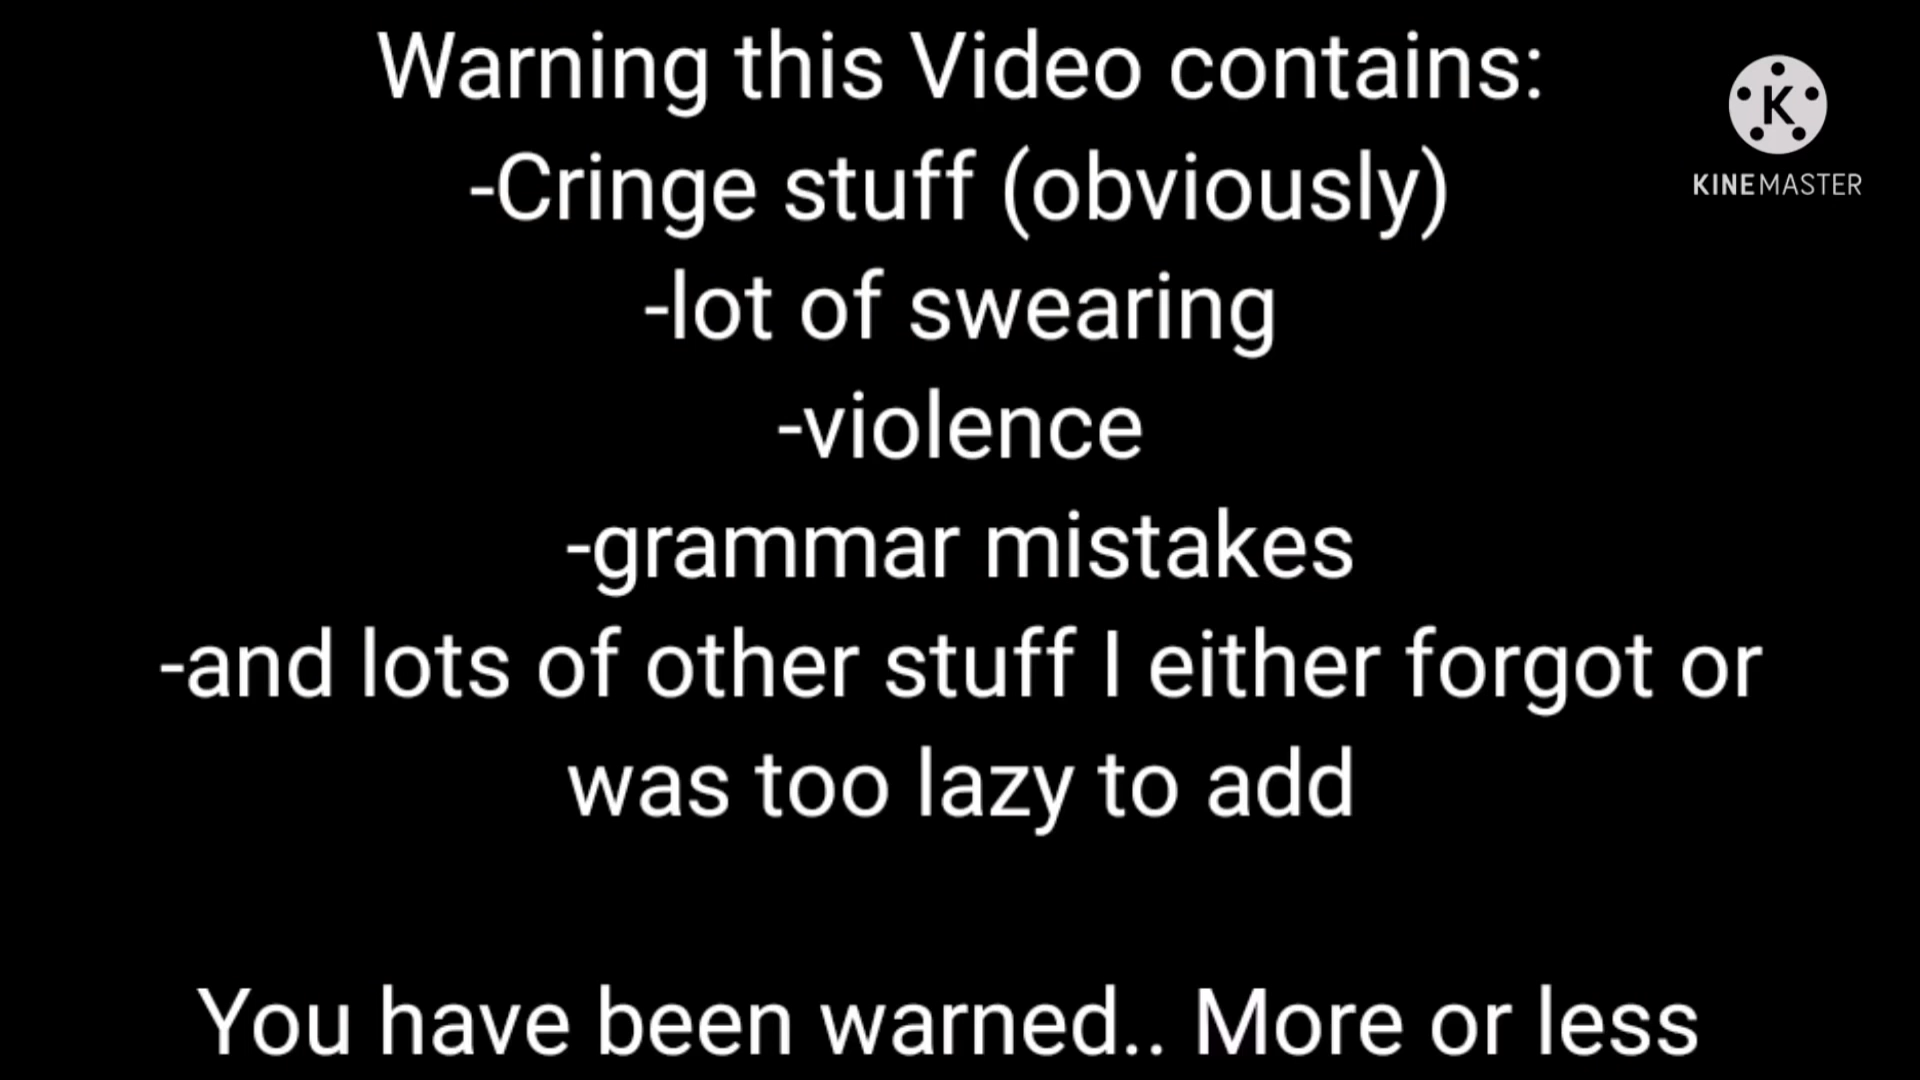 Warning this Video contains:
-Cringe stuff (obviously)
-lot of swearing
-violence
-grammar mistakes
-and lots of other stuff I either forgot or
was too lazy to add
You have been warned.. More or less
K
KINEMASTER